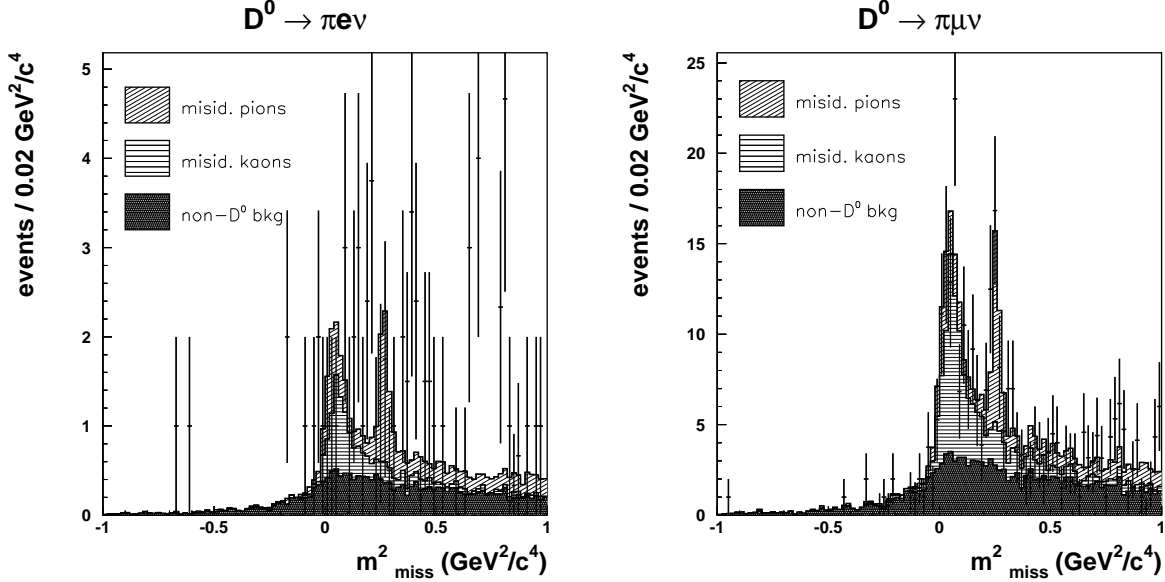 D⁰ → πeν
events / 0.02 GeV²/c⁴
5
4
3
2
1
0
misid. pions
misid. kaons
non−D⁰ bkg
-1
-0.5
0
0.5
1
m² miss (GeV²/c⁴)
D⁰ → πμν
events / 0.02 GeV²/c⁴
25
20
15
10
5
0
misid. pions
misid. kaons
non−D⁰ bkg
-1
-0.5
0
0.5
1
m² miss (GeV²/c⁴)